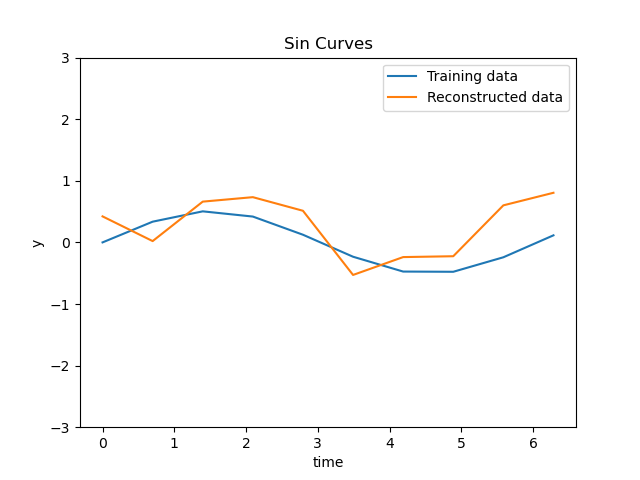 Sin Curves
Training data
Reconstructed data
3
2
1
0
−1
−2
−3
y
0 1 2 3 4 5 6
time